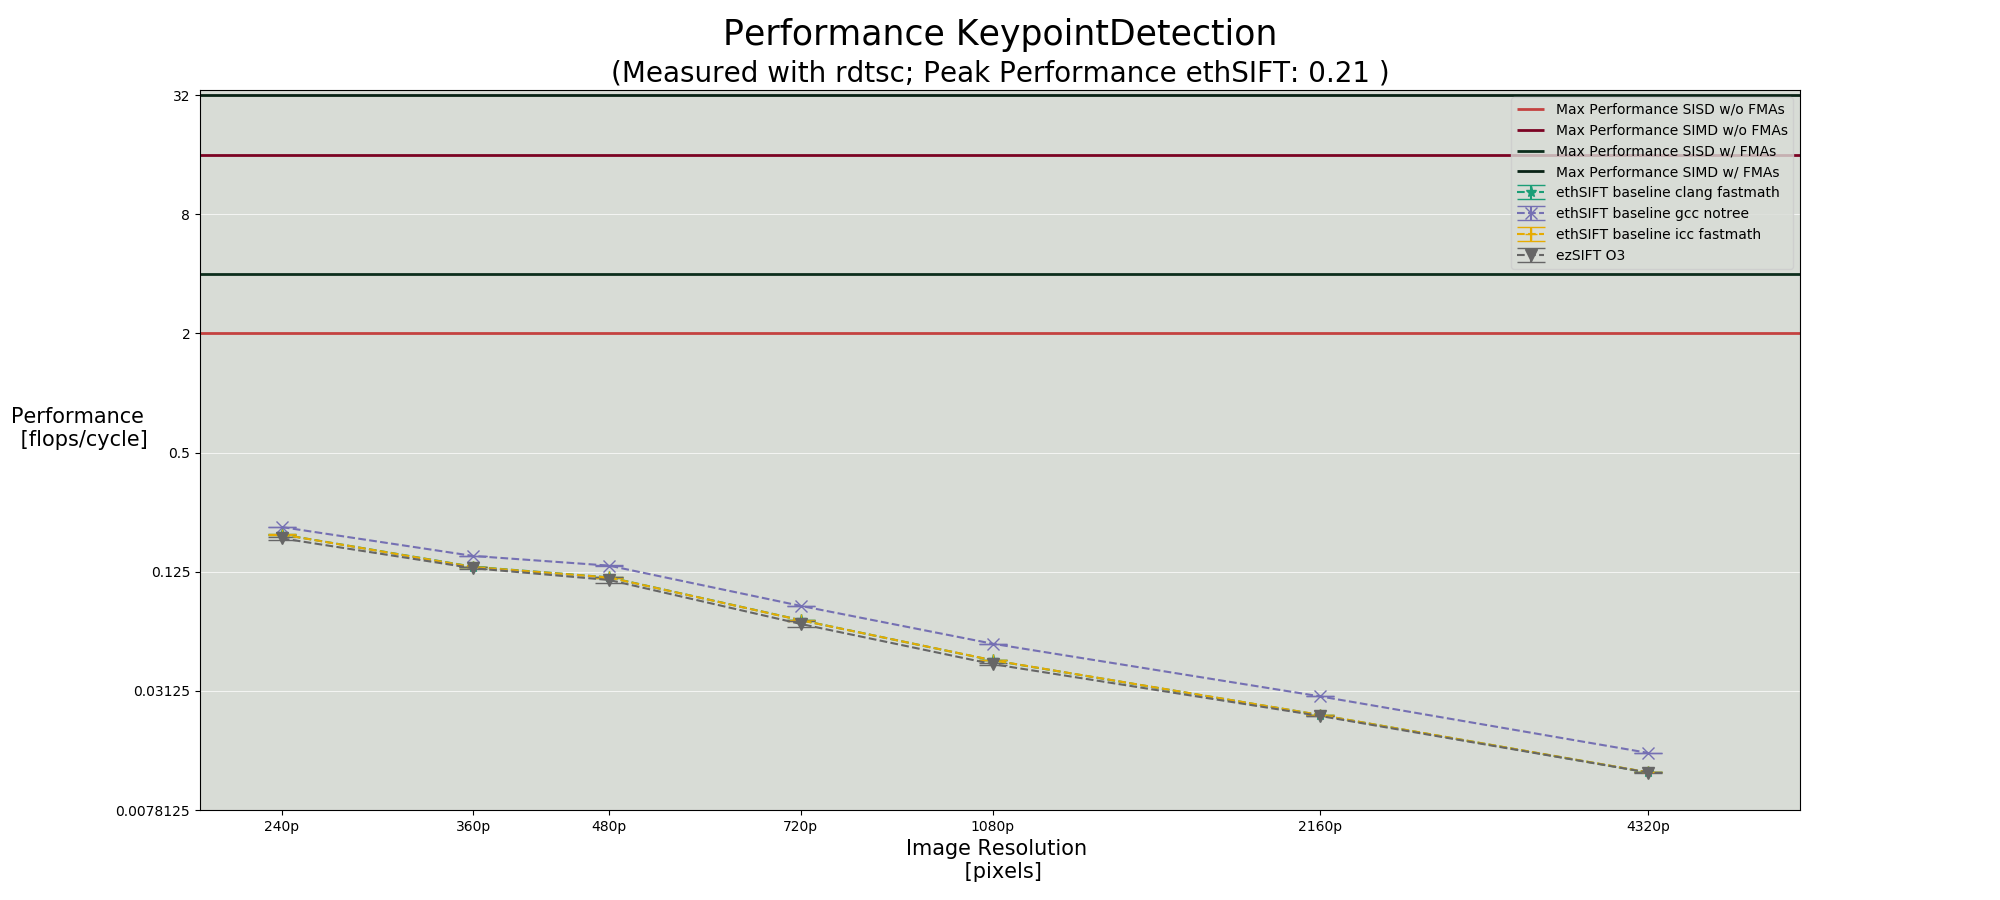 Performance KeypointDetection
(Measured with rdtsc; Peak Performance ethSIFT: 0.21 )
32
8
2
0.5
0.125
0.03125
0.0078125
Performance
[flops/cycle]
Max Performance SISD w/o FMAs
Max Performance SIMD w/o FMAs
Max Performance SISD w/ FMAs
Max Performance SIMD w/ FMAs
ethSIFT baseline clang fastmath
ethSIFT baseline gcc notree
ethSIFT baseline icc fastmath
ezSIFT O3
240p 360p 480p 720p 1080p 2160p 4320p
Image Resolution
[pixels]